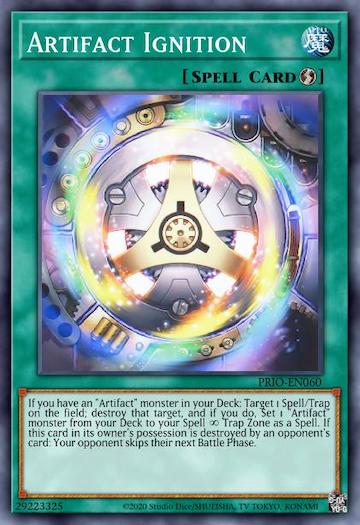 ARTIFACT IGNITION
魔
[SPELL CARD]
PRIO-EN060
If you have an "Artifact" monster in your Deck: Target 1 Spell/Trap
on the field; destroy that target, and if you do, Set 1 "Artifact"
monster from your Deck to your Spell ∞ Trap Zone as a Spell. If
this card in its owner's possession is destroyed by an opponent's
card: Your opponent skips their next Battle Phase.
29223325
©2020 Studio Dice/SHUEISHA, TV TOKYO, KONAMI